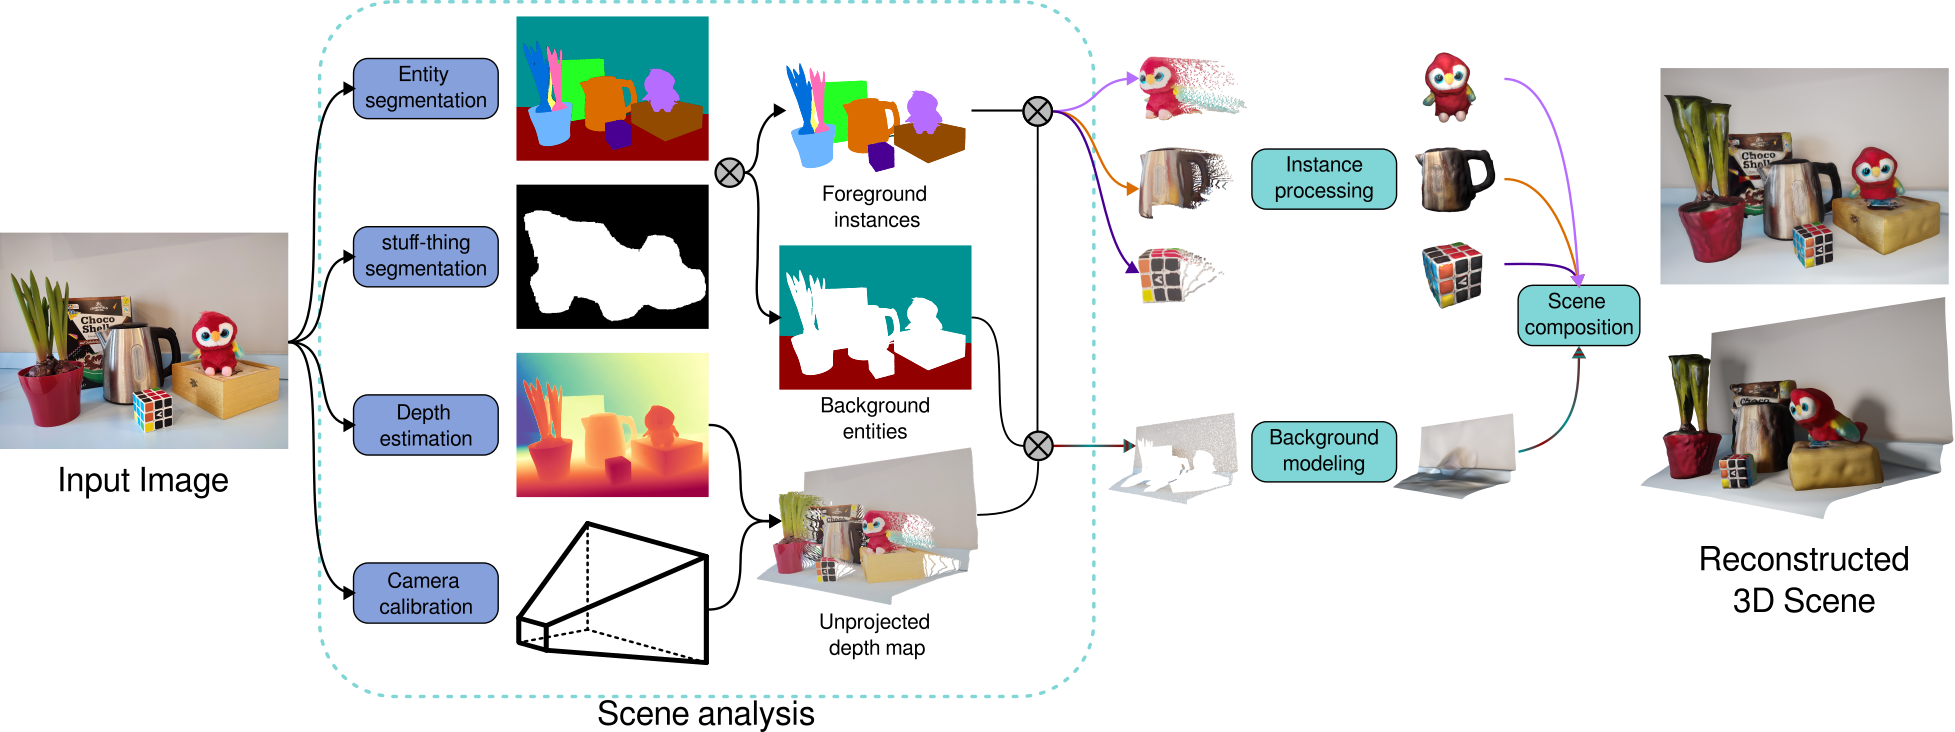 Entity
segmentation
stuff-thing
segmentation
Depth
estimation
Camera
calibration
Input Image
Choco
Shell
Foreground
instances
Background
entities
Unprojected
depth map
Scene analysis
Instance
processing
Background
modeling
Scene
composition
Choco
Shell
Choco
Reconstructed
3D Scene